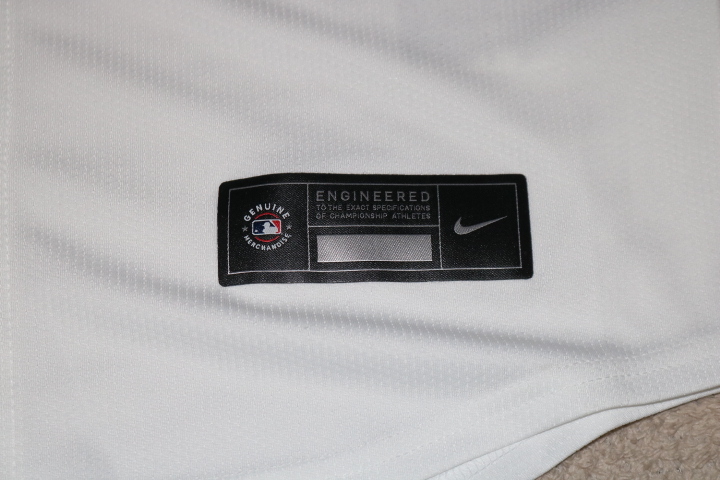 GENUINE
MERCHANDISE
ENGINEERED
TO THE EXACT SPECIFICATIONS
OF CHAMPIONSHIP ATHLETES